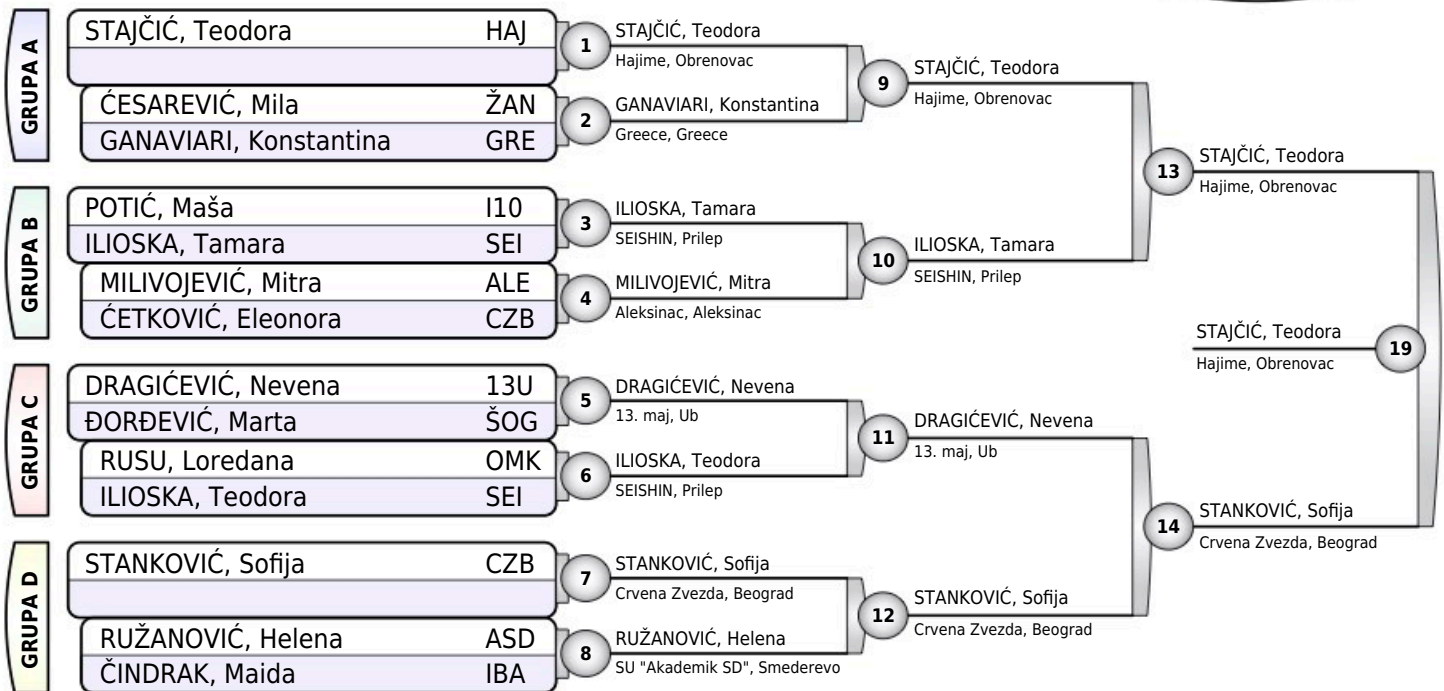 GRUPA A
STAJČIĆ, Teodora HAJ
ĆESAREVIĆ, Mila ŽAN
GANAVIARI, Konstantina GRE
GRUPA B
POTIĆ, Maša I10
ILIOSKA, Tamara SEI
MILIVOJEVIĆ, Mitra ALE
ĆETKOVIĆ, Eleonora CZB
GRUPA C
DRAGIĆEVIĆ, Nevena 13U
ĐORĐEVIĆ, Marta ŠOG
RUSU, Loredana OMK
ILIOSKA, Teodora SEI
GRUPA D
STANKOVIĆ, Sofija CZB
RUŽANOVIĆ, Helena ASD
ČINDRAK, Maida IBA
1 STAJČIĆ, Teodora
Hajime, Obrenovac
2 GANAVIARI, Konstantina
Greece, Greece
3 ILIOSKA, Tamara
SEISHIN, Prilep
4 MILIVOJEVIĆ, Mitra
Aleksinac, Aleksinac
5 DRAGIĆEVIĆ, Nevena
13. maj, Ub
6 ILIOSKA, Teodora
SEISHIN, Prilep
7 STANKOVIĆ, Sofija
Crvena Zvezda, Beograd
8 RUŽANOVIĆ, Helena
SU "Akademik SD", Smederevo
9 STAJČIĆ, Teodora
Hajime, Obrenovac
10 ILIOSKA, Tamara
SEISHIN, Prilep
11 DRAGIĆEVIĆ, Nevena
13. maj, Ub
12 STANKOVIĆ, Sofija
Crvena Zvezda, Beograd
13 STAJČIĆ, Teodora
Hajime, Obrenovac
14 STANKOVIĆ, Sofija
Crvena Zvezda, Beograd
STAJČIĆ, Teodora 19
Hajime, Obrenovac